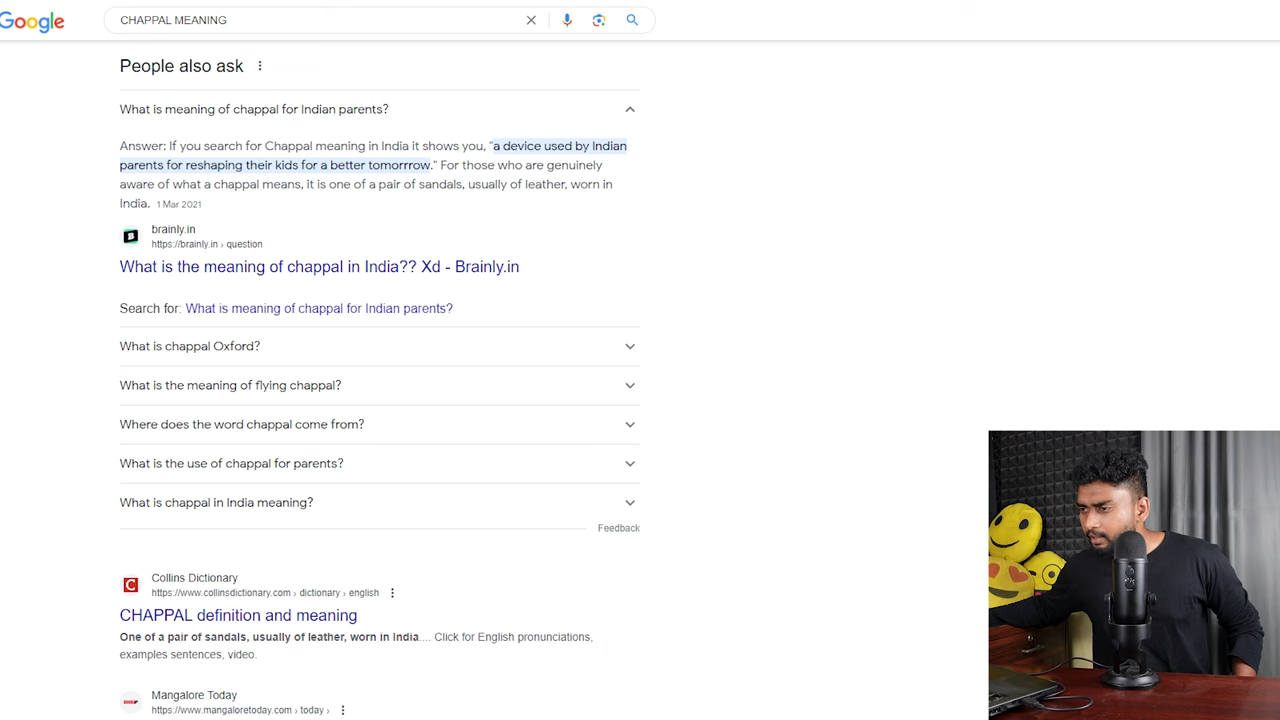 Google
CHAPPAL MEANING
People also ask
What is meaning of chappal for Indian parents?
Answer: If you search for Chappal meaning in India it shows you, "a device used by Indian
parents for reshaping their kids for a better tomorrrow." For those who are genuinely
aware of what a chappal means, it is one of a pair of sandals, usually of leather, worn in
India. 1 Mar 2021
brainly.in
https://brainly.in › question
What is the meaning of chappal in India?? Xd - Brainly.in
Search for: What is meaning of chappal for Indian parents?
What is chappal Oxford?
What is the meaning of flying chappal?
Where does the word chappal come from?
What is the use of chappal for parents?
What is chappal in India meaning?
Feedback
Collins Dictionary
https://www.collinsdictionary.com › dictionary › english
CHAPPAL definition and meaning
One of a pair of sandals, usually of leather, worn in India.... Click for English pronunciations,
examples sentences, video.
Mangalore Today
https://www.mangaloretoday.com › today ›